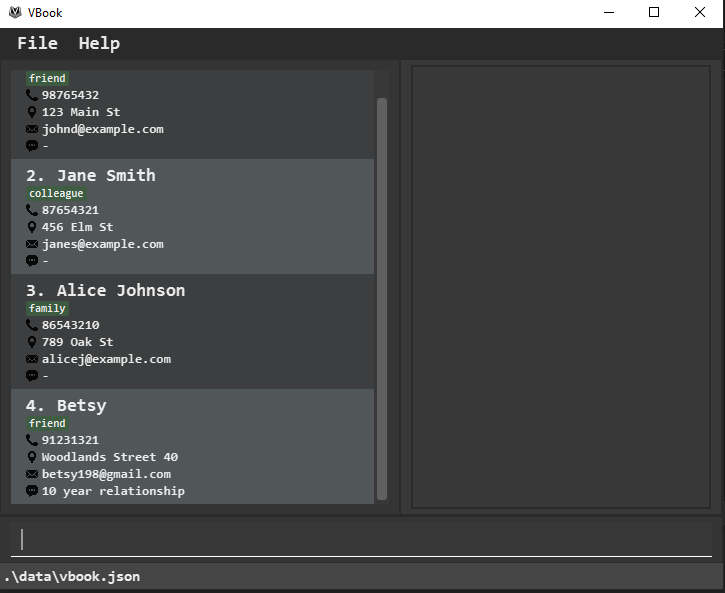 VBook
File Help
friend
98765432
123 Main St
johnd@example.com
-
2. Jane Smith
colleague
87654321
456 Elm St
janes@example.com
-
3. Alice Johnson
family
86543210
789 Oak St
alicej@example.com
-
4. Betsy
friend
91231321
Woodlands Street 40
betsy198@gmail.com
10 year relationship
.\data\vbook.json